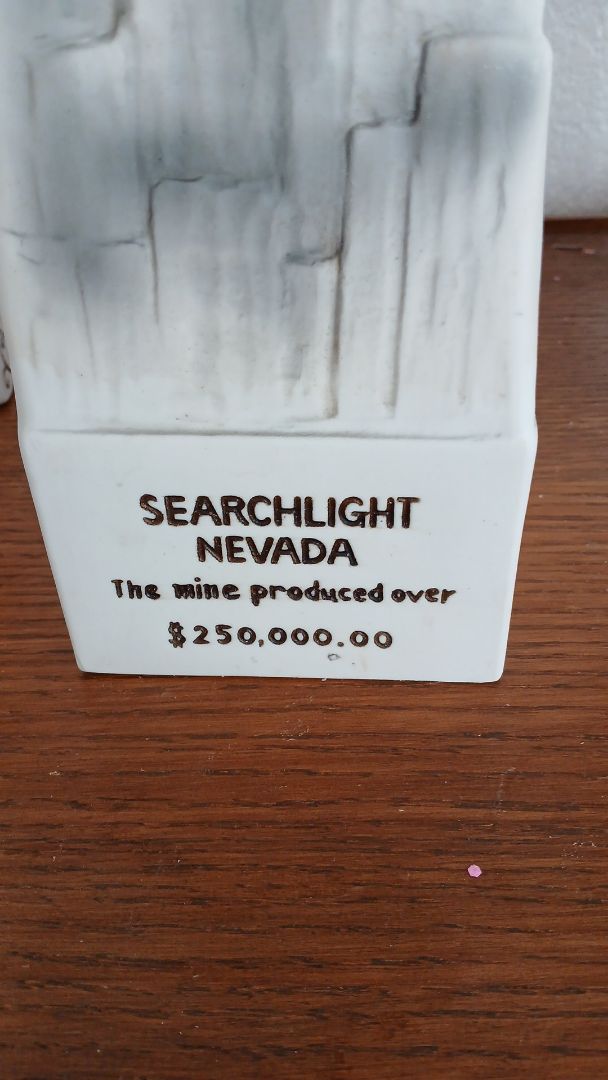 SEARCHLIGHT
NEVADA
The mine produced over
$250,000.00